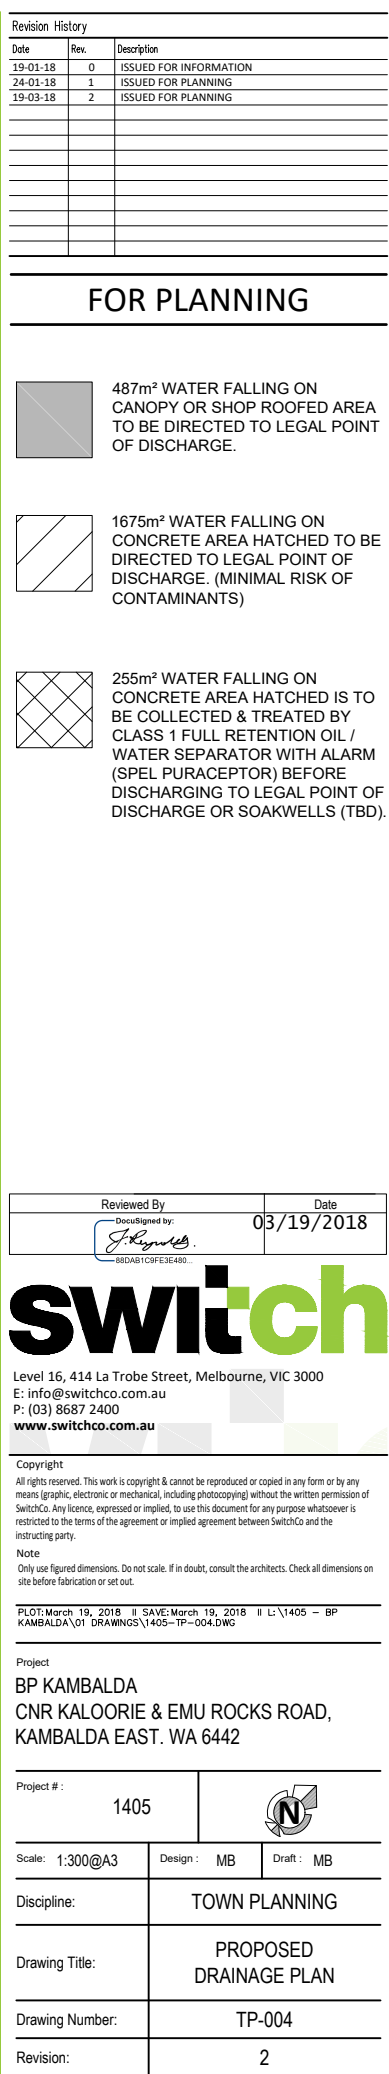 Revision History
Date Rev. Description
19-01-18 0 ISSUED FOR INFORMATION
24-01-18 1 ISSUED FOR PLANNING
19-03-18 2 ISSUED FOR PLANNING
FOR PLANNING
487m² WATER FALLING ON
CANOPY OR SHOP ROOFED AREA
TO BE DIRECTED TO LEGAL POINT
OF DISCHARGE.
1675m² WATER FALLING ON
CONCRETE AREA HATCHED TO BE
DIRECTED TO LEGAL POINT OF
DISCHARGE. (MINIMAL RISK OF
CONTAMINANTS)
255m² WATER FALLING ON
CONCRETE AREA HATCHED IS TO
BE COLLECTED & TREATED BY
CLASS 1 FULL RETENTION OIL /
WATER SEPARATOR WITH ALARM
(SPEL PURACEPTOR) BEFORE
DISCHARGING TO LEGAL POINT OF
DISCHARGE OR SOAKWELLS (TBD).
Reviewed By Date
DocuSigned by:
J. Reynolds. 03/19/2018
88DAB1C9FE3E480...
switch
Level 16, 414 La Trobe Street, Melbourne, VIC 3000
E: info@switchco.com.au
P: (03) 8687 2400
www.switchco.com.au
Copyright
All rights reserved. This work is copyright & cannot be reproduced or copied in any form or by any
means (graphic, electronic or mechanical, including photocopying) without the written permission of
SwitchCo. Any licence, expressed or implied, to use this document for any purpose whatsoever is
restricted to the terms of the agreement or implied agreement between SwitchCo and the
instructing party.
Note
Only use figured dimensions. Do not scale. If in doubt, consult the architects. Check all dimensions on
site before fabrication or set out.
PLOT: March 19, 2018 II SAVE: March 19, 2018 II L:\1405 - BP
KAMBALDA\01 DRAWINGS\1405-TP-004.DWG
Project
BP KAMBALDA
CNR KALOORIE & EMU ROCKS ROAD,
KAMBALDA EAST. WA 6442
Project # :
1405 N
Scale: 1:300@A3 Design : MB Draft : MB
Discipline: TOWN PLANNING
Drawing Title: PROPOSED
DRAINAGE PLAN
Drawing Number: TP-004
Revision: 2